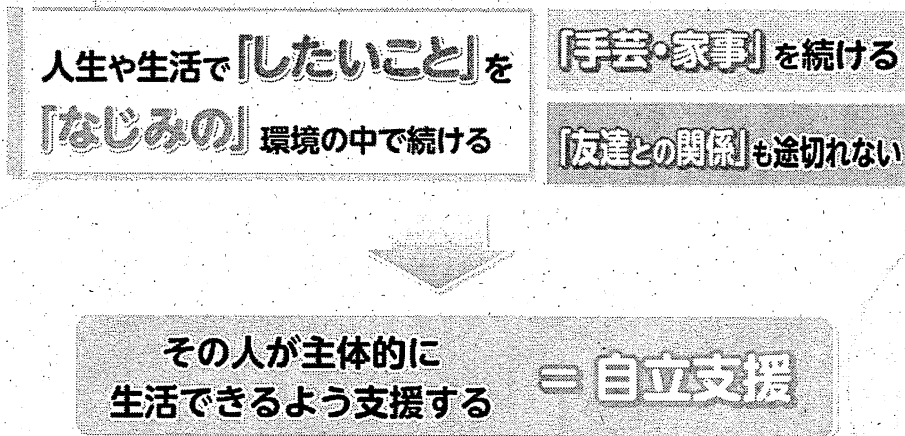 人生や生活で『したいこと』を
『なじみの』環境の中で続ける
『手芸・家事』を続ける
『友達との関係』も途切れない
その人が主体的に
生活できるよう支援する
=自立支援